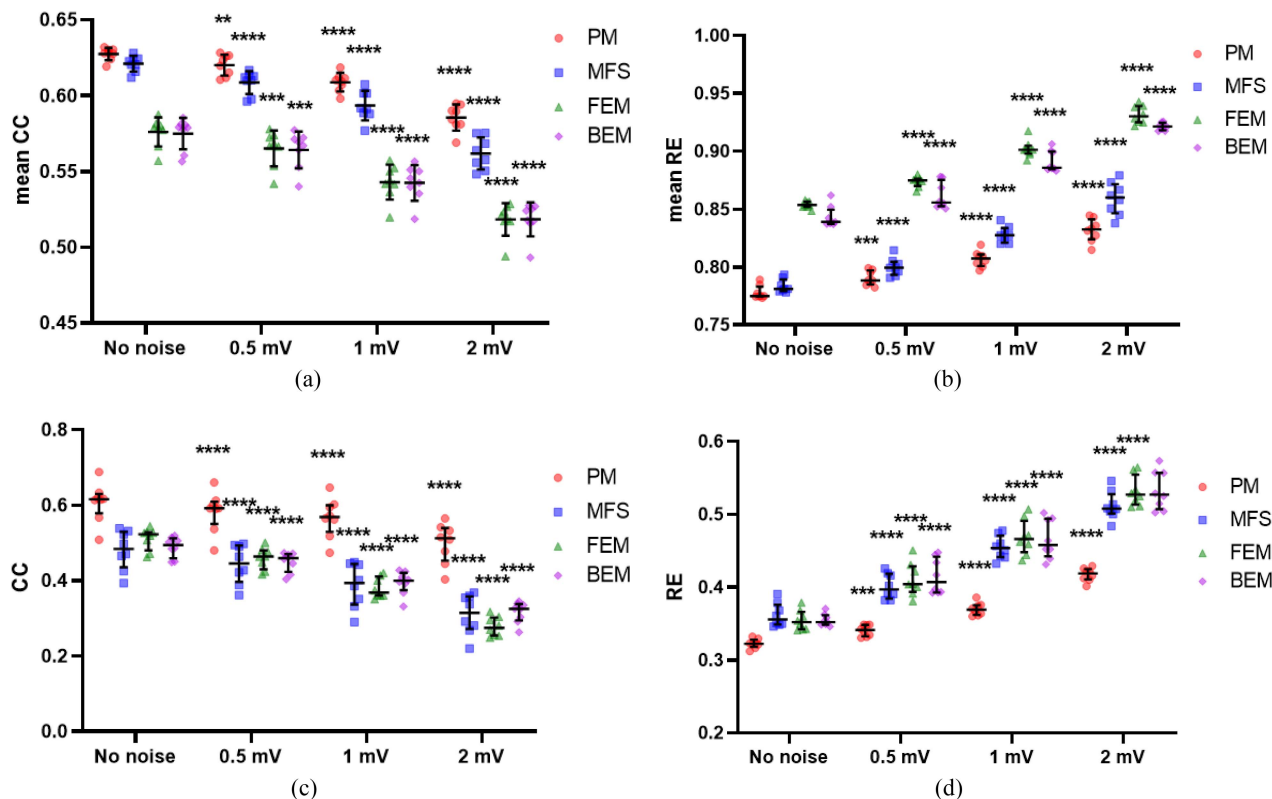 0.65
0.60
0.55
0.50
0.45
mean CC
** **** *** ***
**** **** **** ****
**** **** **** ****
No noise 0.5 mV 1 mV 2 mV
PM
MFS
FEM
BEM
(a)
1.00
0.95
0.90
0.85
0.80
0.75
mean RE
*** **** **** ****
**** **** **** ****
**** **** **** ****
No noise 0.5 mV 1 mV 2 mV
PM
MFS
FEM
BEM
(b)
0.8
0.6
0.4
0.2
0.0
CC
**** **** **** ****
**** **** **** ****
**** **** **** ****
No noise 0.5 mV 1 mV 2 mV
PM
MFS
FEM
BEM
(c)
0.6
0.5
0.4
0.3
0.2
RE
*** **** **** ****
**** **** **** ****
**** **** ****
No noise 0.5 mV 1 mV 2 mV
PM
MFS
FEM
BEM
(d)